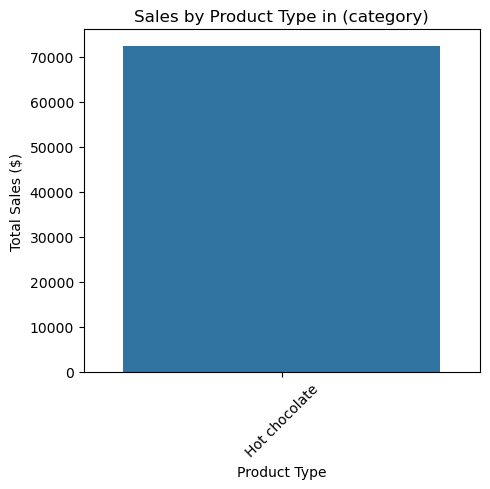 Sales by Product Type in (category)
Total Sales ($)
70000
60000
50000
40000
30000
20000
10000
0
Hot chocolate
Product Type